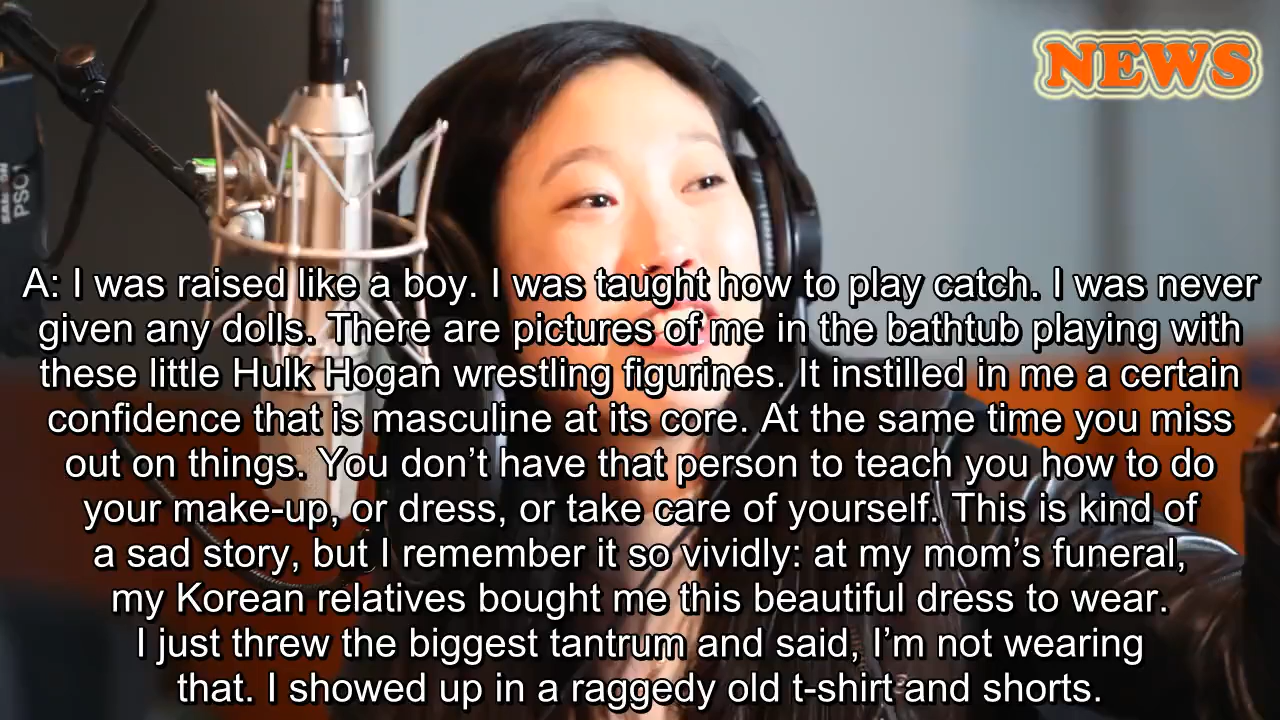 NEWS
SAMSON
PS01
A: I was raised like a boy. I was taught how to play catch. I was never
given any dolls. There are pictures of me in the bathtub playing with
these little Hulk Hogan wrestling figurines. It instilled in me a certain
confidence that is masculine at its core. At the same time you miss
out on things. You don’t have that person to teach you how to do
your make-up, or dress, or take care of yourself. This is kind of
a sad story, but I remember it so vividly: at my mom’s funeral,
my Korean relatives bought me this beautiful dress to wear.
I just threw the biggest tantrum and said, I’m not wearing
that. I showed up in a raggedy old t-shirt and shorts.